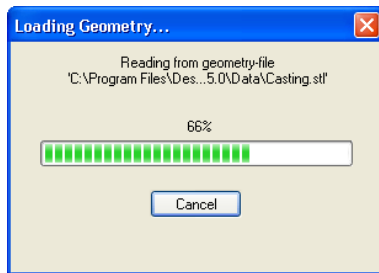 Loading Geometry...
Reading from geometry-file
'C:\Program Files\Des...5.0\Data\Casting.stl'
66%
Cancel